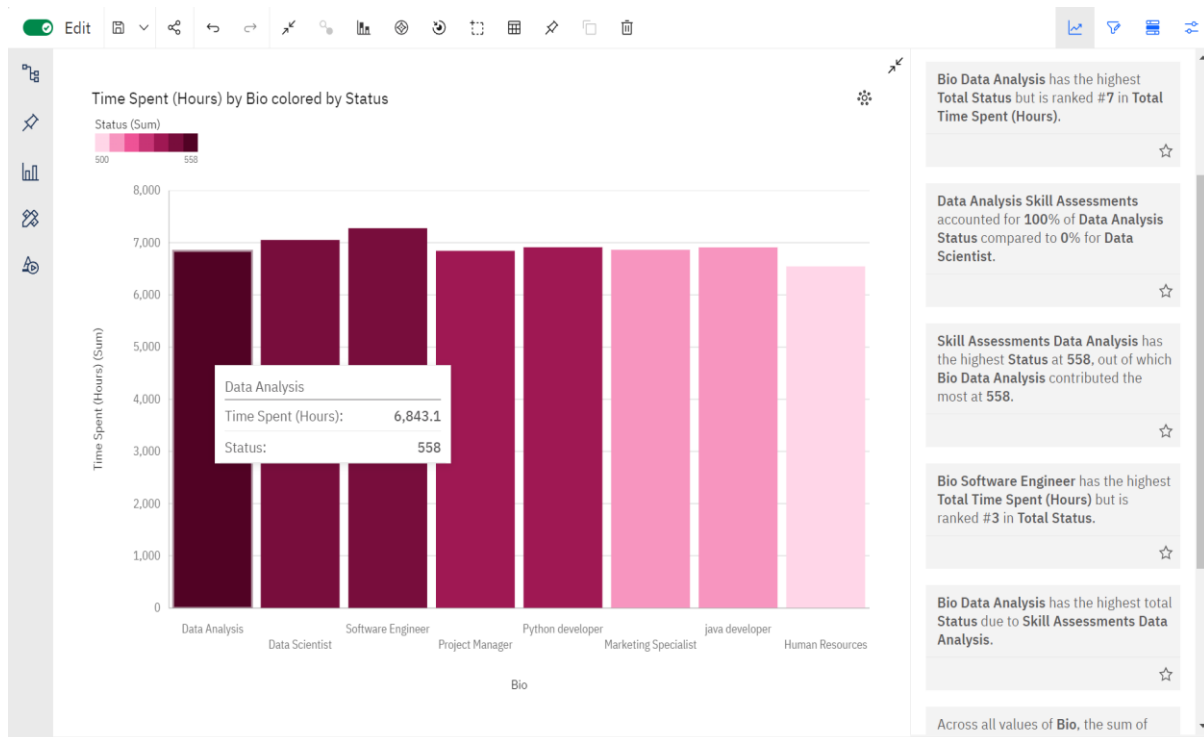 Edit
Time Spent (Hours) by Bio colored by Status
Status (Sum)
500 558
8,000
7,000
6,000
5,000
4,000
3,000
2,000
1,000
0
Time Spent (Hours) (Sum)
Data Analysis
Time Spent (Hours): 6,843.1
Status: 558
Data Analysis Software Engineer Python developer java developer
Data Scientist Project Manager Marketing Specialist Human Resources
Bio
Bio Data Analysis has the highest
Total Status but is ranked #7 in Total
Time Spent (Hours).
Data Analysis Skill Assessments
accounted for 100% of Data Analysis
Status compared to 0% for Data
Scientist.
Skill Assessments Data Analysis has
the highest Status at 558, out of which
Bio Data Analysis contributed the
most at 558.
Bio Software Engineer has the highest
Total Time Spent (Hours) but is
ranked #3 in Total Status.
Bio Data Analysis has the highest total
Status due to Skill Assessments Data
Analysis.
Across all values of Bio, the sum of